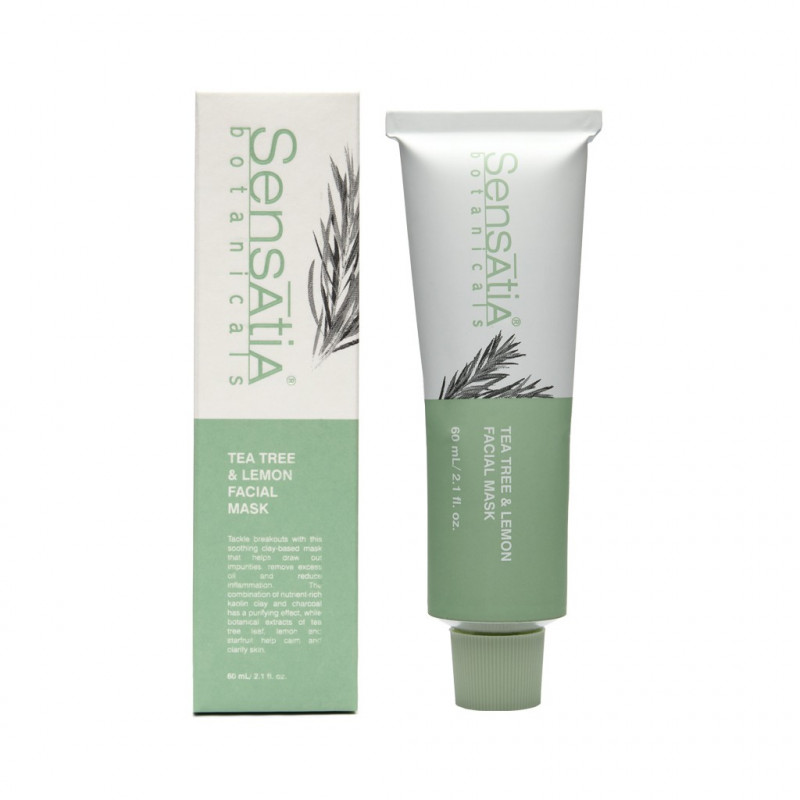 SensĀtiA®
botanicals
TEA TREE
& LEMON
FACIAL
MASK
Tackle breakouts with this
soothing clay-based mask
that helps draw out
impurities, remove excess
oil and reduce
inflammation. The
combination of nutrient-rich
kaolin clay and charcoal
has a purifying effect, while
botanical extracts of tea
tree leaf, lemon and
starfruit help calm and
clarify skin.
60 mL/ 2.1 fl. oz.
SensĀtiA®
botanicals
TEA TREE & LEMON
FACIAL MASK
60 mL/ 2.1 fl. oz.